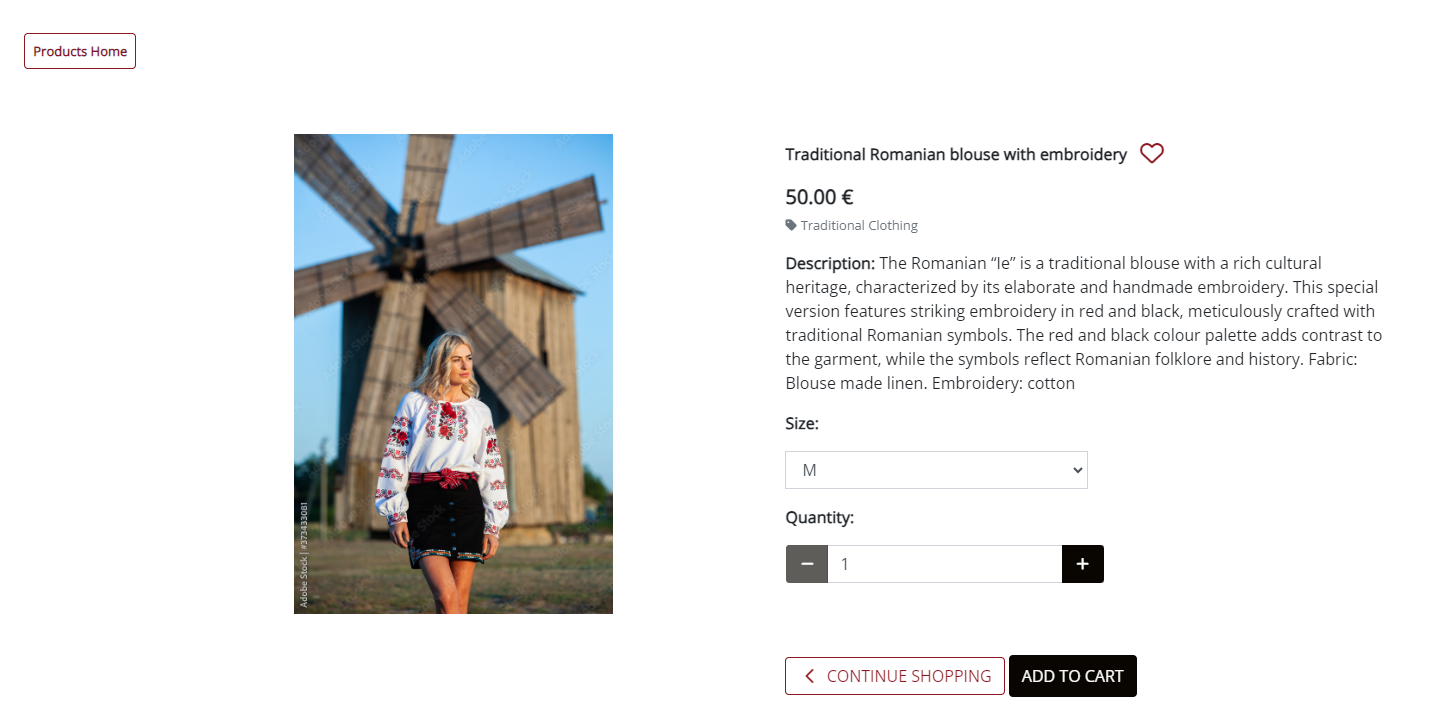 Products Home
Adobe Stock | #373433081
Traditional Romanian blouse with embroidery
50.00 €
Traditional Clothing
Description: The Romanian “Ie” is a traditional blouse with a rich cultural
heritage, characterized by its elaborate and handmade embroidery. This special
version features striking embroidery in red and black, meticulously crafted with
traditional Romanian symbols. The red and black colour palette adds contrast to
the garment, while the symbols reflect Romanian folklore and history. Fabric:
Blouse made linen. Embroidery: cotton
Size:
M
Quantity:
1
CONTINUE SHOPPING
ADD TO CART